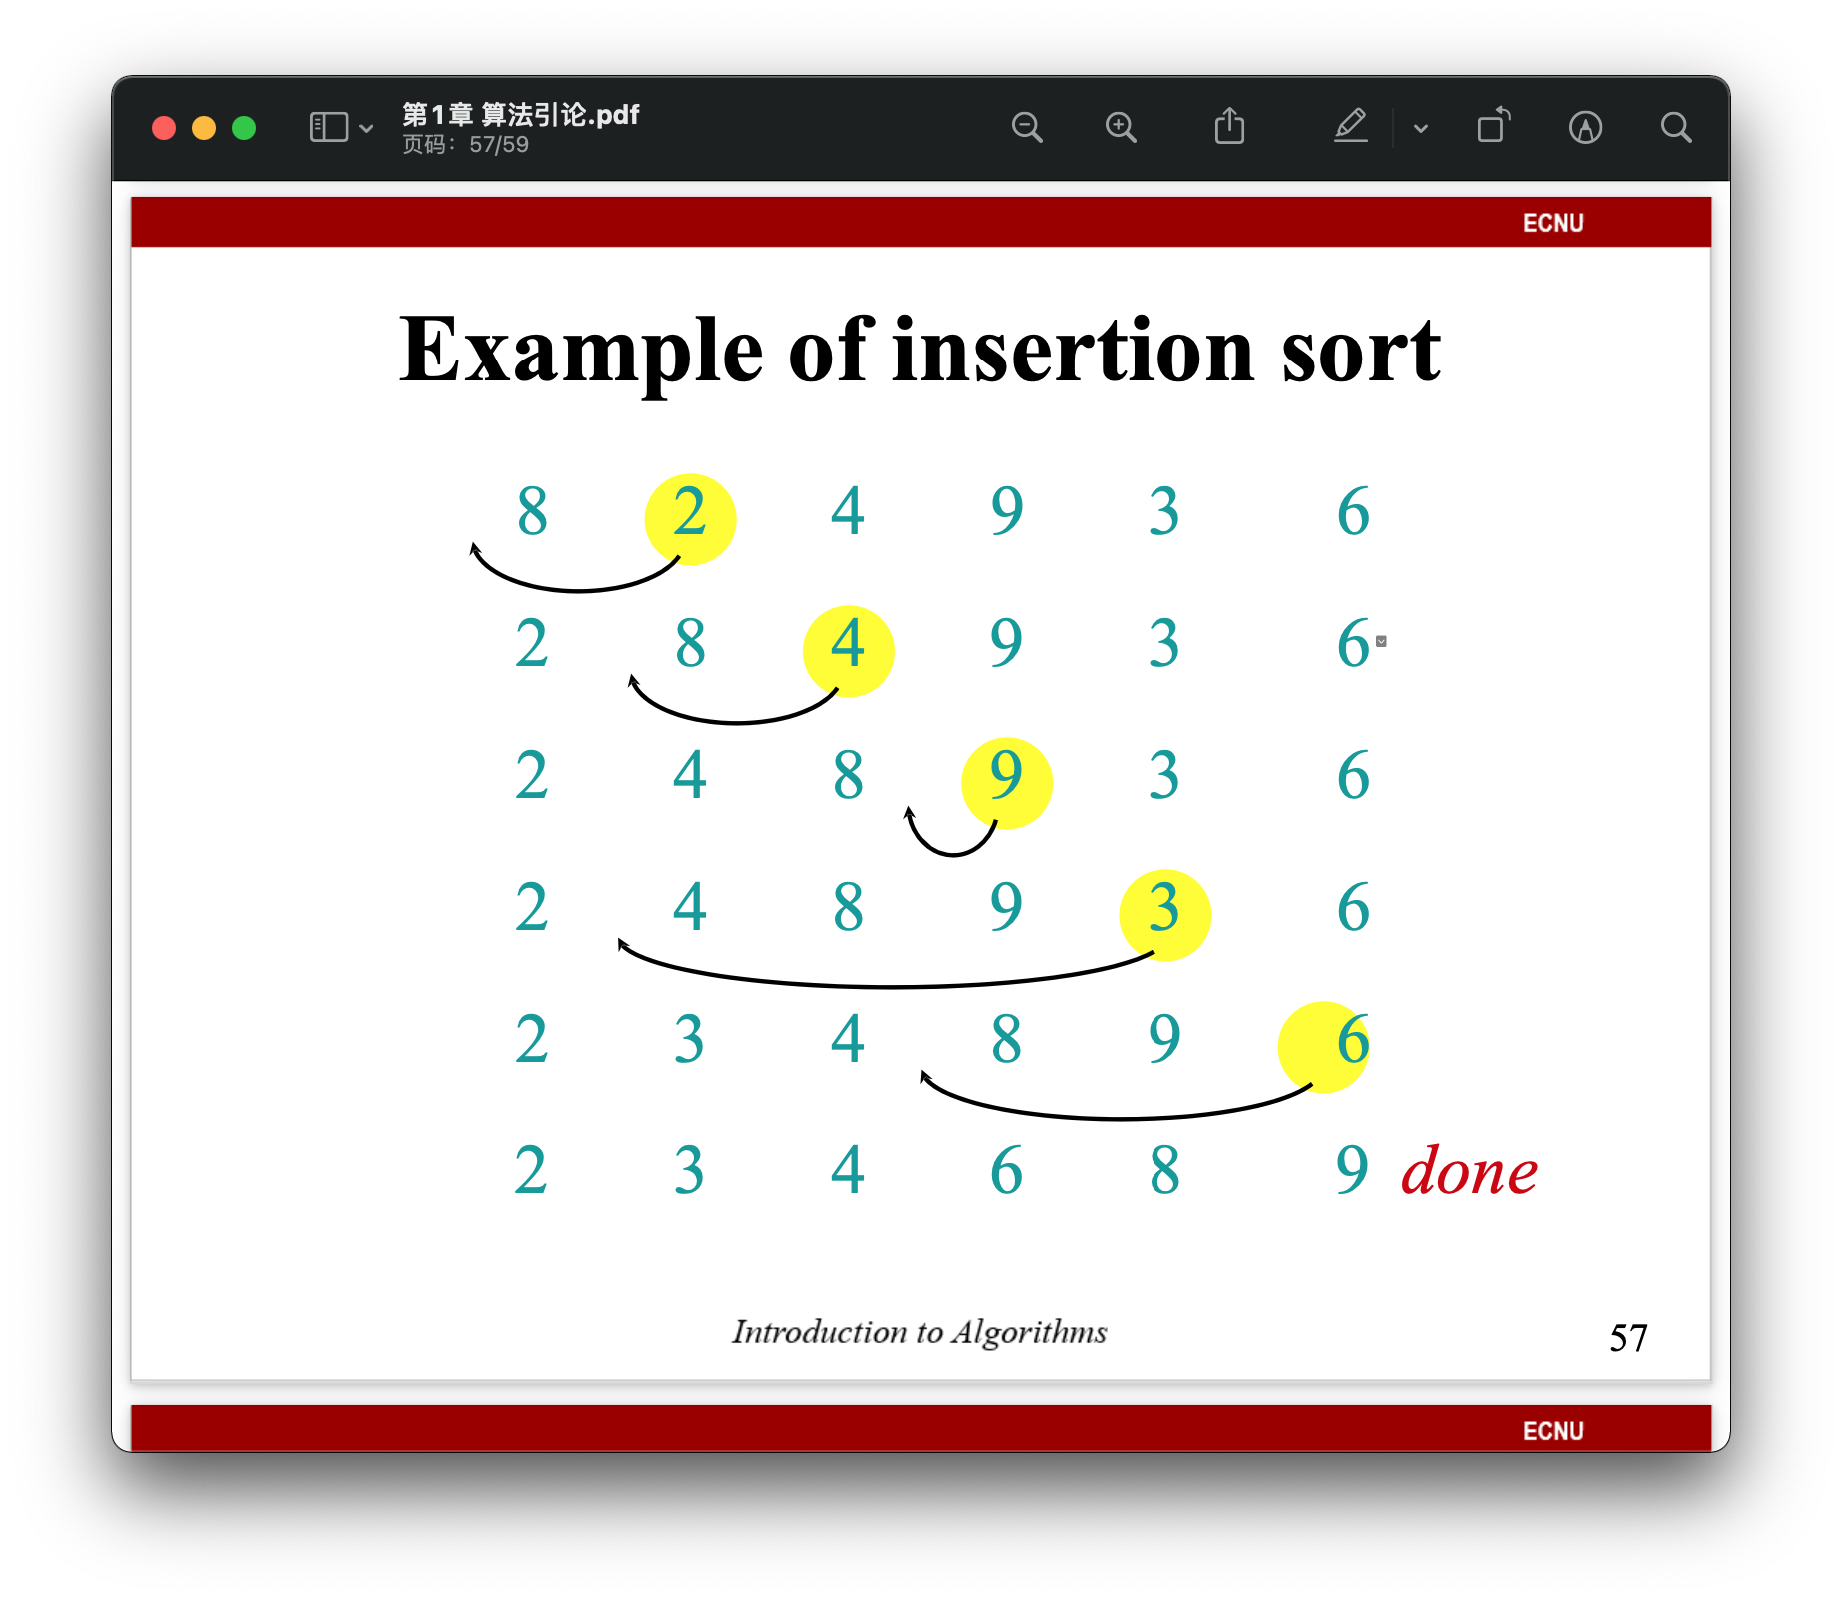 第1章 算法引论.pdf
页码：57/59
ECNU
Example of insertion sort
8 2 4 9 3 6
2 8 4 9 3 6
2 4 8 9 3 6
2 4 8 9 3 6
2 3 4 8 9 6
2 3 4 6 8 9 done
Introduction to Algorithms
57
ECNU